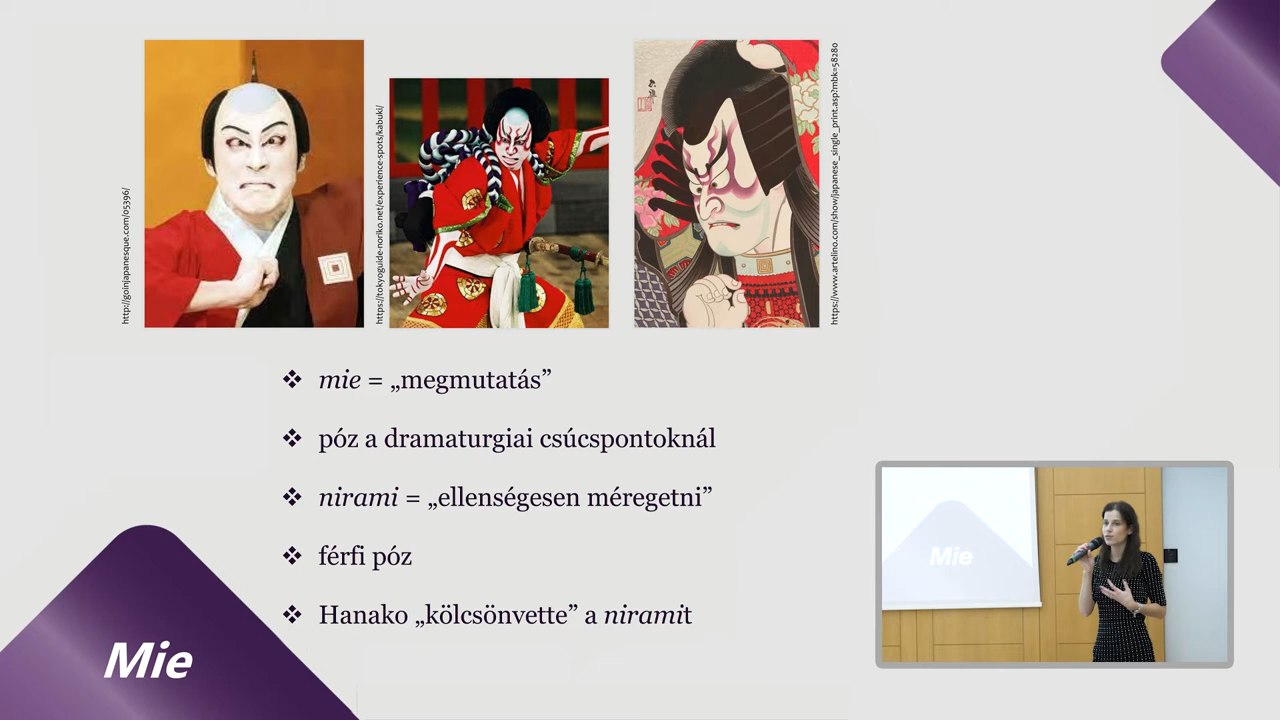 http://goinjapanesque.com/05396/
https://tokyoguide-noriko.net/experience-spots/kabuki/
https://www.artelino.com/show/japanese_single_print.asp?mbk=58280
❖ mie = „megmutatás”
❖ póz a dramaturgiai csúcspontoknál
❖ nirami = „ellenségesen méregetni”
❖ férfi póz
❖ Hanako „kölcsönvette” a niramit
Mie
Mie